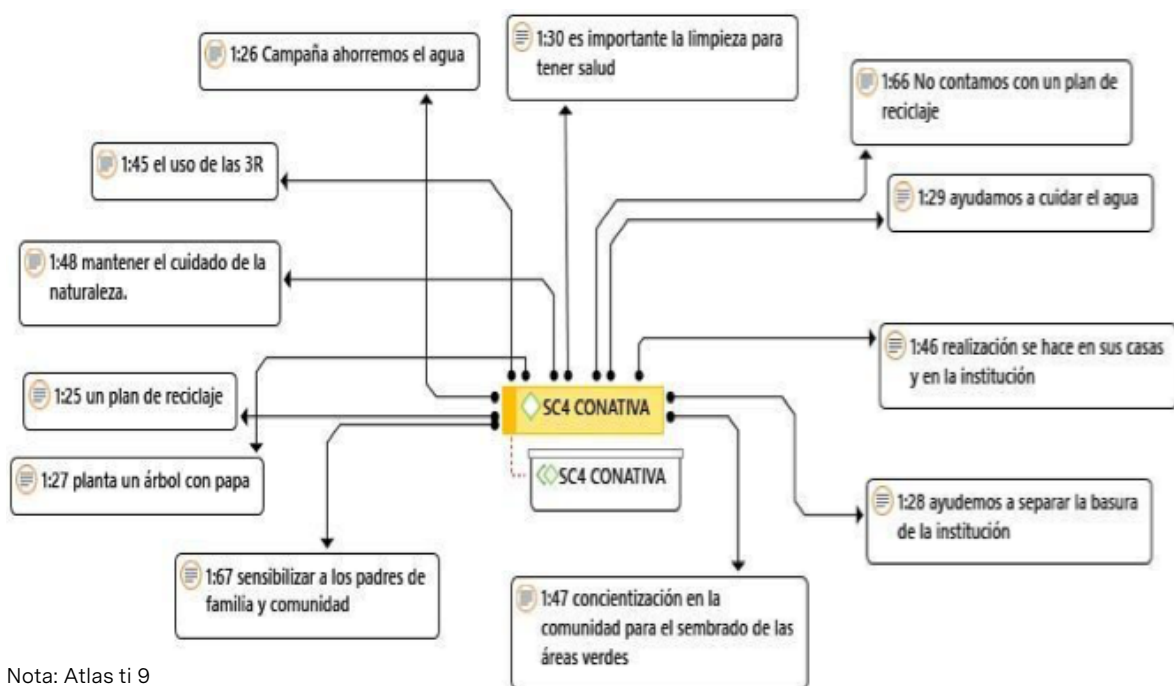 1:26 Campaña ahorremos el agua
1:30 es importante la limpieza para
tener salud
1:66 No contamos con un plan de
reciclaje
1:45 el uso de las 3R
1:29 ayudamos a cuidar el agua
1:48 mantener el cuidado de la
naturaleza.
1:46 realización se hace en sus casas
y en la institución
1:25 un plan de reciclaje
SC4 CONATIVA
1:27 planta un árbol con papa
SC4 CONATIVA
1:28 ayudemos a separar la basura
de la institución
1:67 sensibilizar a los padres de
familia y comunidad
1:47 concientización en la
comunidad para el sembrado de las
áreas verdes
Nota: Atlas ti 9